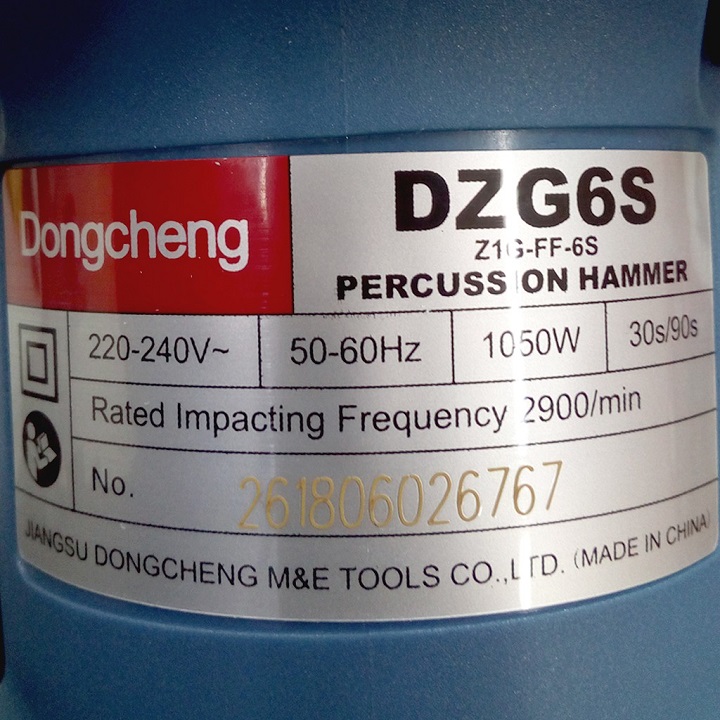 Dongcheng
DZG6S
Z1G-FF-6S
PERCUSSION HAMMER
220-240V~ 50-60Hz 1050W 30s/90s
Rated Impacting Frequency 2900/min
No. 261806026767
JIANGSU DONGCHENG M&E TOOLS CO.,LTD. (MADE IN CHINA)